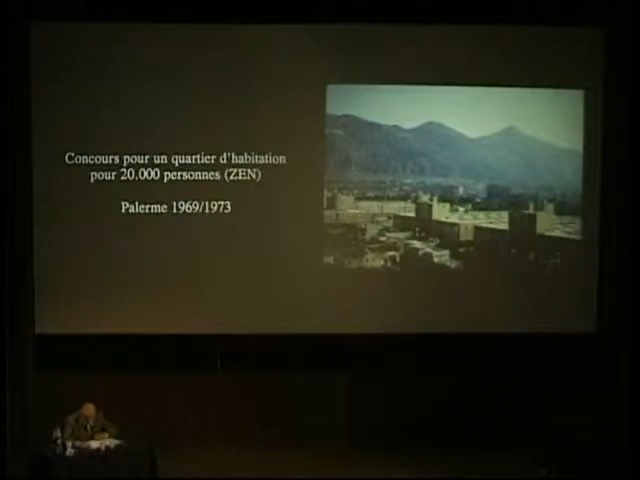 Concours pour un quartier d'habitation
pour 20.000 personnes (ZEN)
Palerme 1969/1973